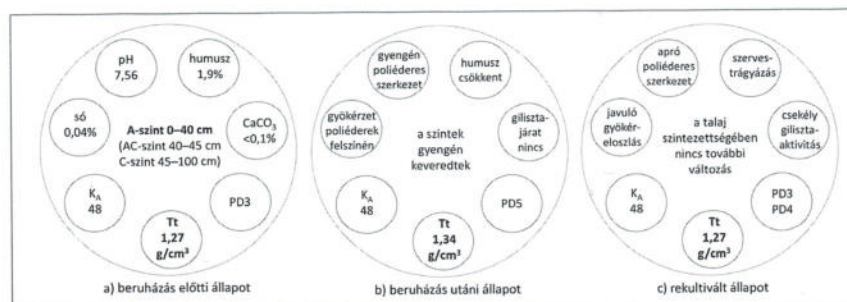 pH
7,56
humusz
1,9%
só
0,04%
A-szint 0–40 cm
(AC-szint 40–45 cm
C-szint 45–100 cm)
CaCO₃
<0,1%
K_A
48
PD3
Tt
1,27
g/cm³
a) beruházás előtti állapot
gyengén
poliéderes
szerkezet
humusz
csökkent
gyökérzet
poliéderek
felszínén
a szintek
gyengén
keveredtek
giliszta-
járat
nincs
K_A
48
PD5
Tt
1,34
g/cm³
b) beruházás utáni állapot
apró
poliéderes
szerkezet
szerves-
trágyázás
javuló
gyökér-
eloszlás
a talaj
szintezettségében
nincs további
változás
csekély
giliszta-
aktivitás
K_A
48
PD3
PD4
Tt
1,27
g/cm³
c) rekultivált állapot